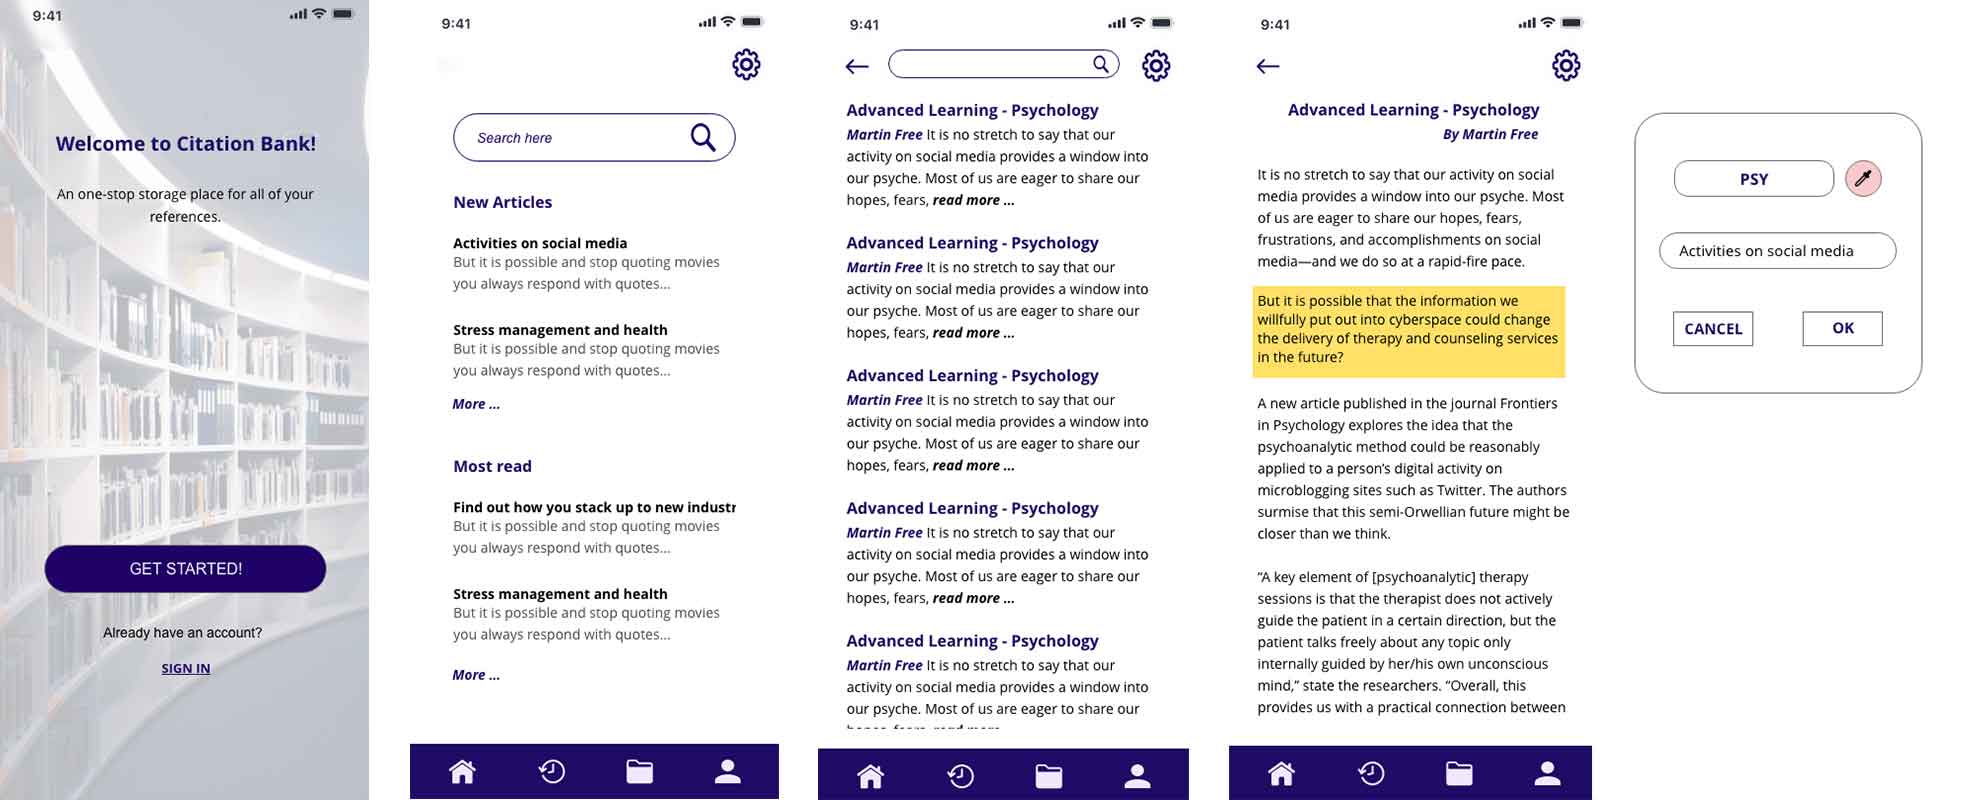 9:41
Welcome to Citation Bank!
An one-stop storage place for all of your
references.
GET STARTED!
Already have an account?
SIGN IN
9:41
Search here
New Articles
Activities on social media
But it is possible and stop quoting movies
you always respond with quotes...
Stress management and health
But it is possible and stop quoting movies
you always respond with quotes...
More ...
Most read
Find out how you stack up to new industr
But it is possible and stop quoting movies
you always respond with quotes...
Stress management and health
But it is possible and stop quoting movies
you always respond with quotes...
More ...
9:41
Advanced Learning - Psychology
Martin Free It is no stretch to say that our
activity on social media provides a window into
our psyche. Most of us are eager to share our
hopes, fears, read more ...
Advanced Learning - Psychology
Martin Free It is no stretch to say that our
activity on social media provides a window into
our psyche. Most of us are eager to share our
hopes, fears, read more ...
Advanced Learning - Psychology
Martin Free It is no stretch to say that our
activity on social media provides a window into
our psyche. Most of us are eager to share our
hopes, fears, read more ...
Advanced Learning - Psychology
Martin Free It is no stretch to say that our
activity on social media provides a window into
our psyche. Most of us are eager to share our
hopes, fears, read more ...
Advanced Learning - Psychology
Martin Free It is no stretch to say that our
activity on social media provides a window into
our psyche. Most of us are eager to share our
9:41
Advanced Learning - Psychology
By Martin Free
It is no stretch to say that our activity on social
media provides a window into our psyche. Most
of us are eager to share our hopes, fears,
frustrations, and accomplishments on social
media—and we do so at a rapid-fire pace.
But it is possible that the information we
willfully put out into cyberspace could change
the delivery of therapy and counseling services
in the future?
A new article published in the journal Frontiers
in Psychology explores the idea that the
psychoanalytic method could be reasonably
applied to a person's digital activity on
microblogging sites such as Twitter. The authors
surmise that this semi-Orwellian future might be
closer than we think.
“A key element of [psychoanalytic] therapy
sessions is that the therapist does not actively
guide the patient in a certain direction, but the
patient talks freely about any topic only
internally guided by her/his own unconscious
mind,” state the researchers. “Overall, this
provides us with a practical connection between
PSY
Activities on social media
CANCEL
OK